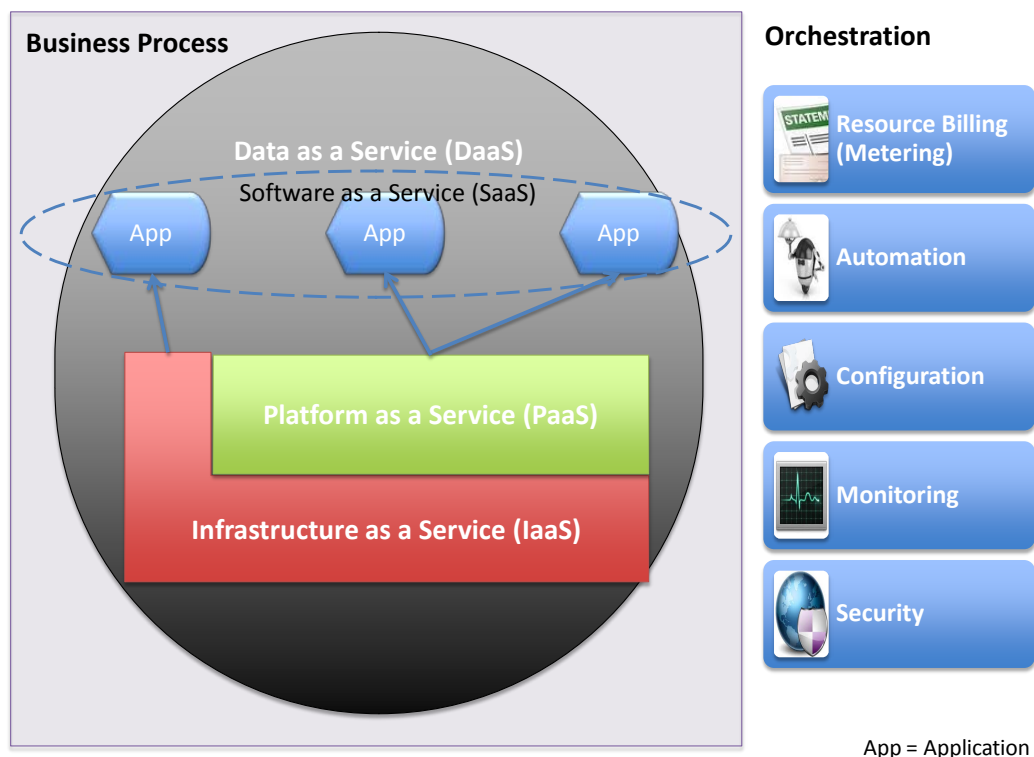 Business Process
Data as a Service (DaaS)
Software as a Service (SaaS)
App
App
App
Platform as a Service (PaaS)
Infrastructure as a Service (IaaS)
Orchestration
STATEM
Resource Billing
(Metering)
Automation
Configuration
Monitoring
Security
App = Application